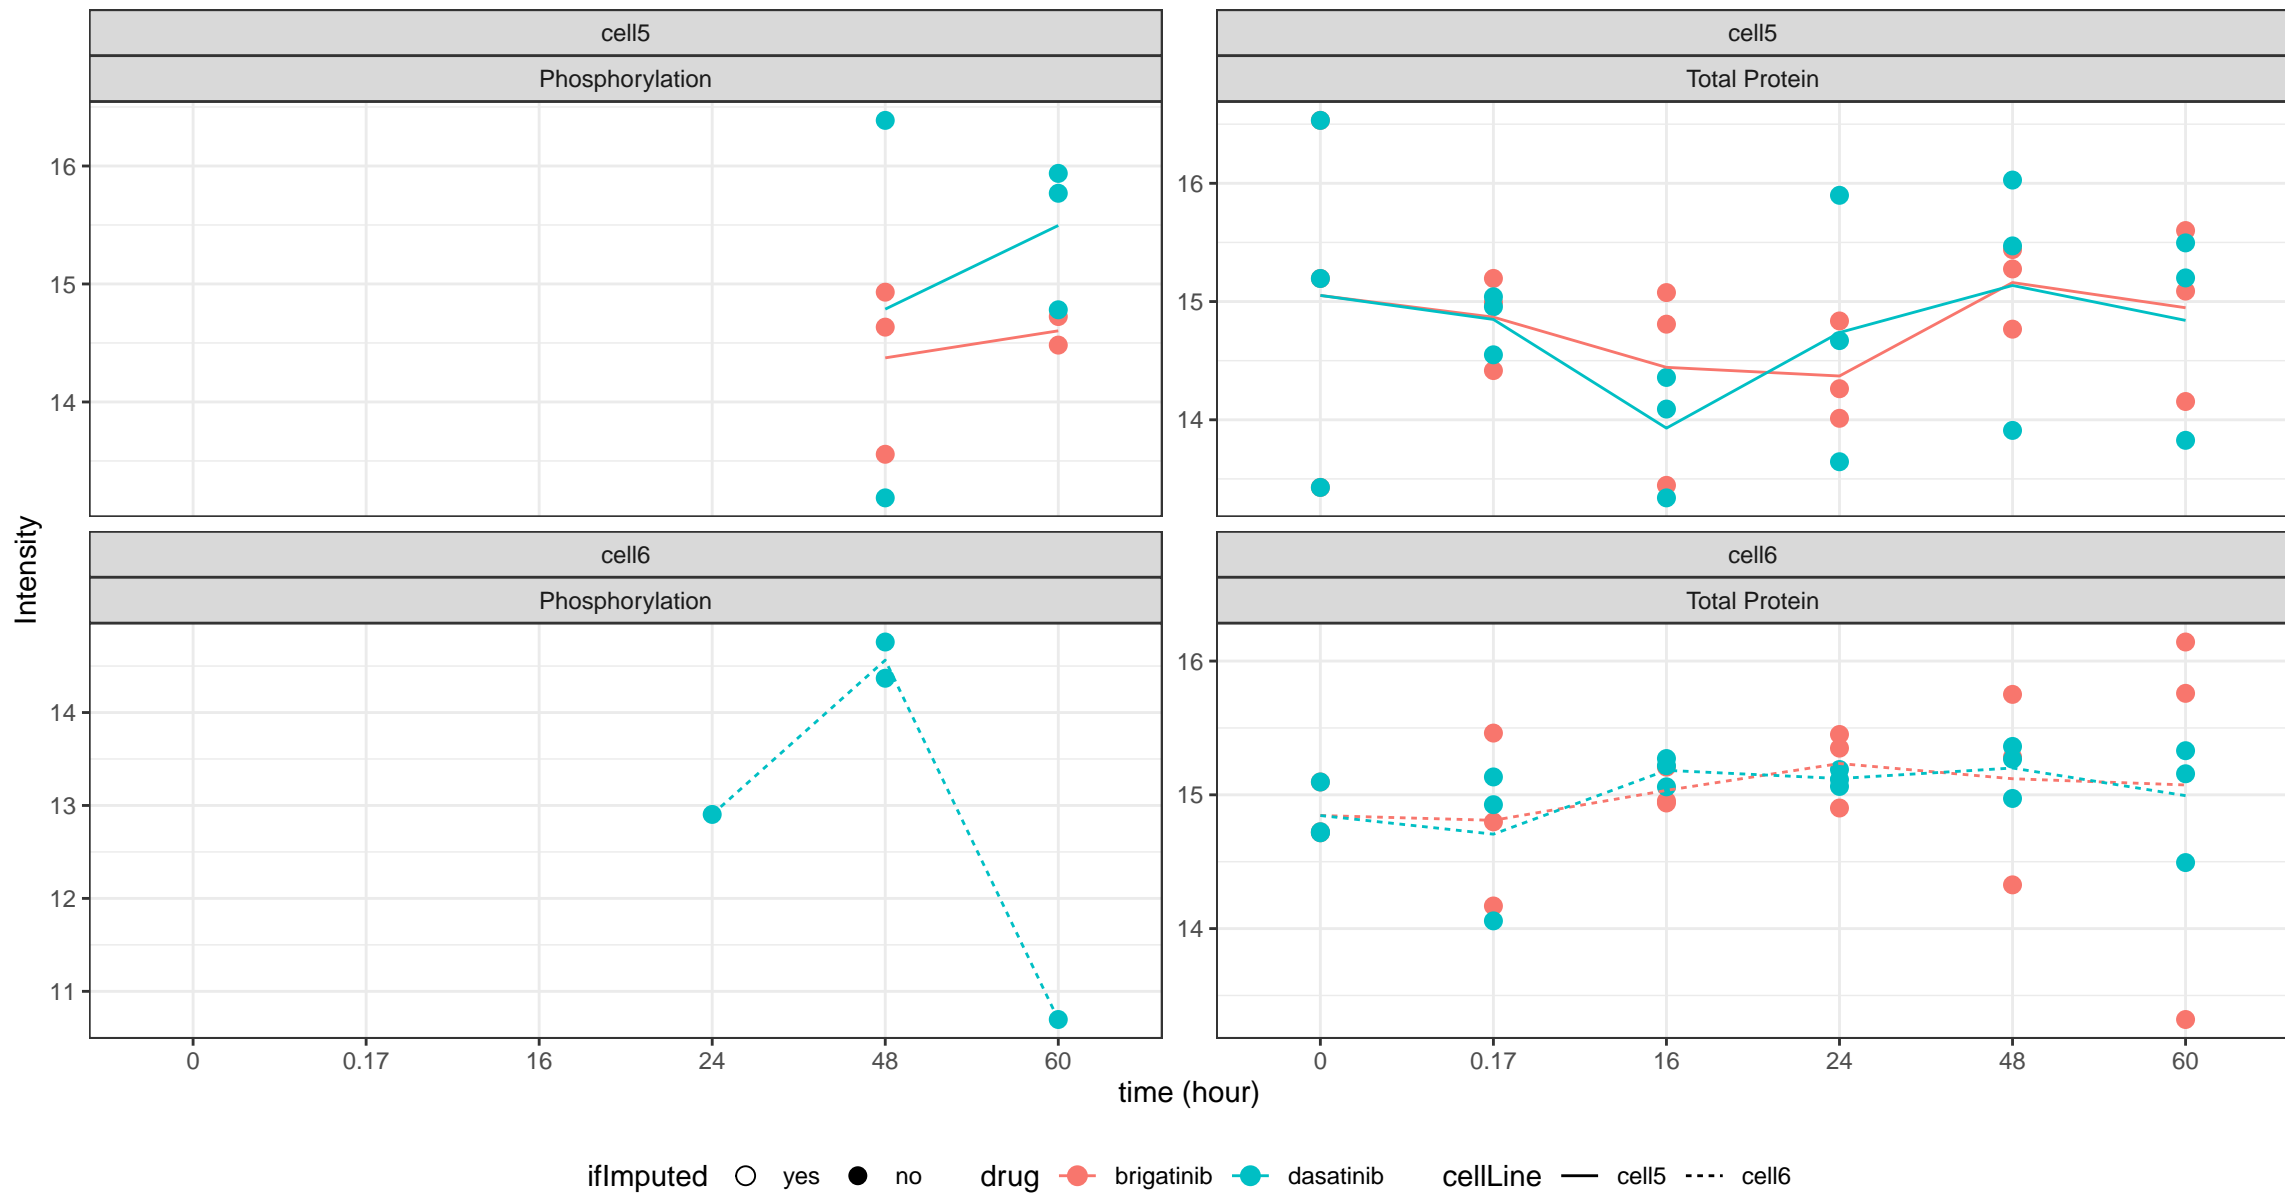 cell5
cell5
Phosphorylation
Total Protein
16
15
14
16
15
14
cell6
cell6
Phosphorylation
Total Protein
14
13
12
11
16
15
14
Intensity
0 0.17 16 24 48 60
0 0.17 16 24 48 60
time (hour)
ifImputed yes no drug brigatinib dasatinib cellLine cell5 cell6